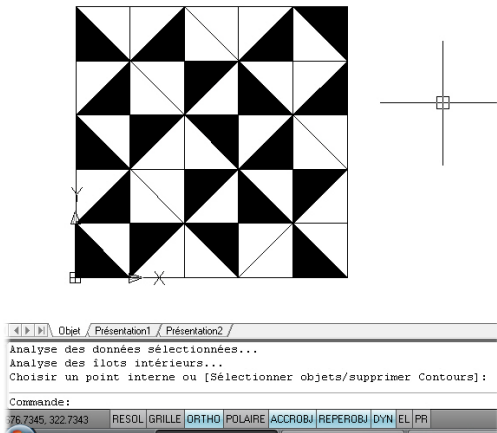 Y
X
Objet Présentation1 Présentation2
Analyse des données sélectionnées...
Analyse des îlots intérieurs...
Choisir un point interne ou [Sélectionner objets/supprimer Contours]:
Commande:
76.7345, 322.7343 RESOL GRILLE ORTHO POLAIRE ACCROBJ REPEROBJ DYN EL PR